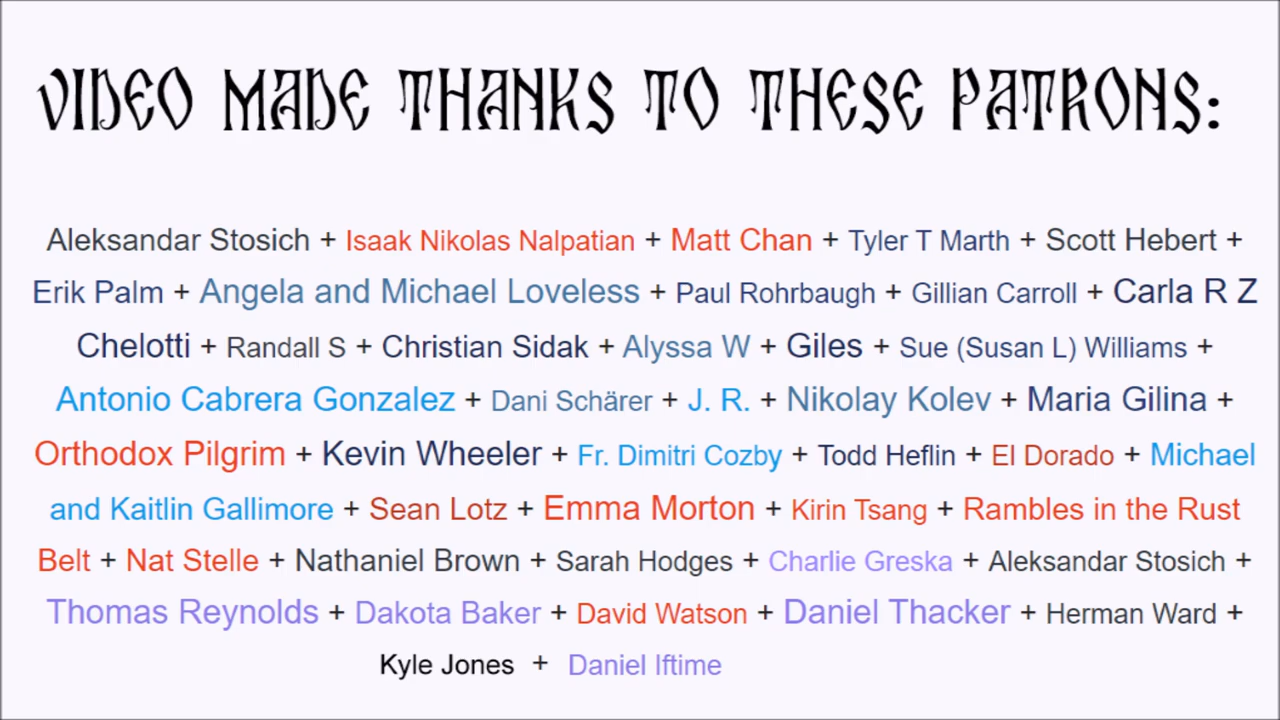 VIDEO MADE THANKS TO THESE PATRONS:
Aleksandar Stosich + Isaak Nikolas Nalpatian + Matt Chan + Tyler T Marth + Scott Hebert +
Erik Palm + Angela and Michael Loveless + Paul Rohrbaugh + Gillian Carroll + Carla R Z
Chelotti + Randall S + Christian Sidak + Alyssa W + Giles + Sue (Susan L) Williams +
Antonio Cabrera Gonzalez + Dani Schärer + J. R. + Nikolay Kolev + Maria Gilina +
Orthodox Pilgrim + Kevin Wheeler + Fr. Dimitri Cozby + Todd Heflin + El Dorado + Michael
and Kaitlin Gallimore + Sean Lotz + Emma Morton + Kirin Tsang + Rambles in the Rust
Belt + Nat Stelle + Nathaniel Brown + Sarah Hodges + Charlie Greska + Aleksandar Stosich +
Thomas Reynolds + Dakota Baker + David Watson + Daniel Thacker + Herman Ward +
Kyle Jones + Daniel Iftime